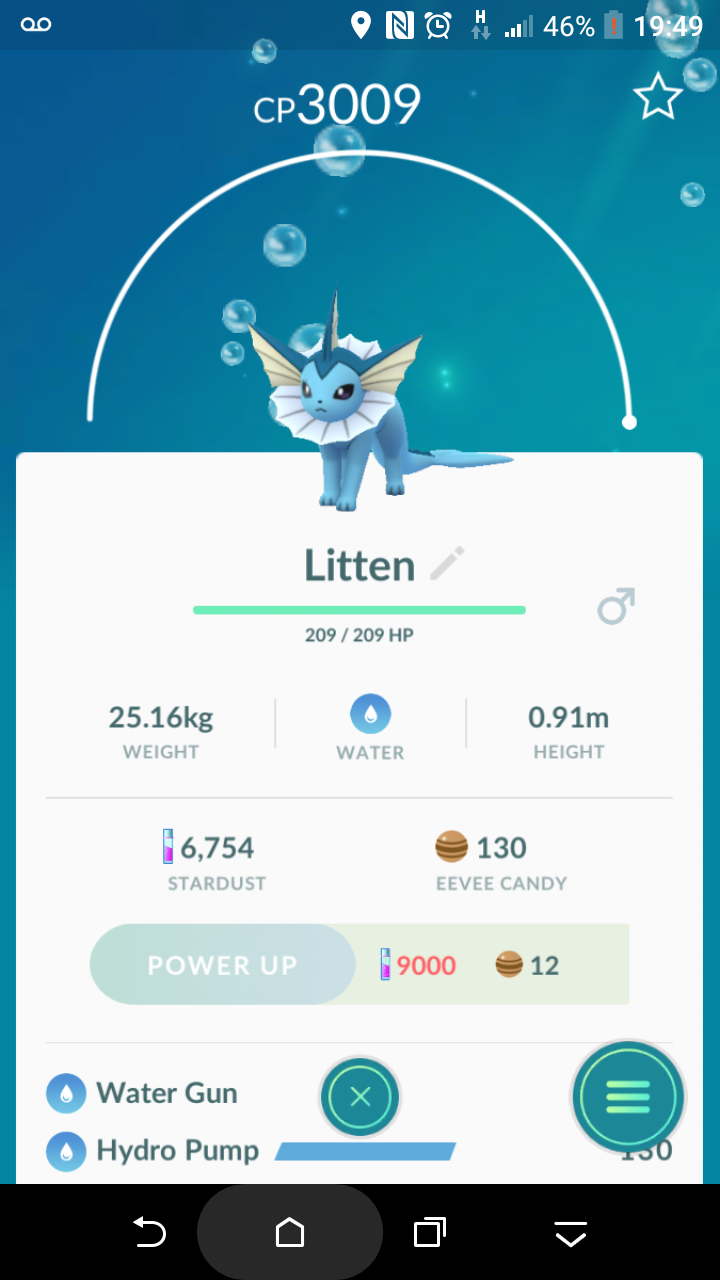 H 46% 19:49
CP3009
Litten
209 / 209 HP
25.16kg 0.91m
WEIGHT WATER HEIGHT
6,754 130
STARDUST EEVEE CANDY
POWER UP 9000 12
Water Gun
Hydro Pump 130